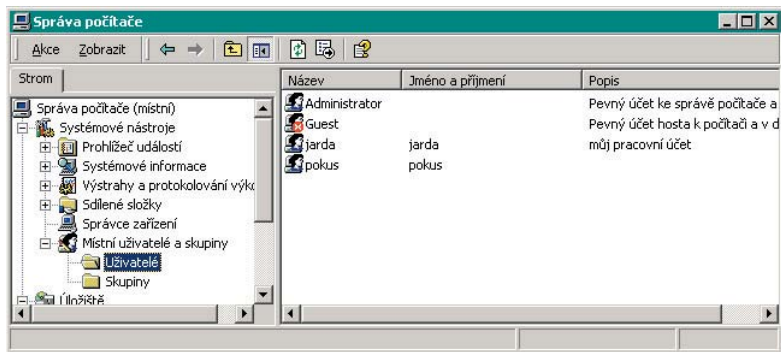 Správa počítače
Akce Zobrazit
Strom
Název Jméno a příjmení Popis
Správa počítače (místní)
Systémové nástroje
Prohlížeč událostí
Systémové informace
Výstrahy a protokolování výko
Sdílené složky
Správce zařízení
Místní uživatelé a skupiny
Uživatelé
Skupiny
Úložiště
Administrator Pevný účet ke správě počítače a
Guest Pevný účet hosta k počítači a v d
jarda jarda můj pracovní účet
pokus pokus